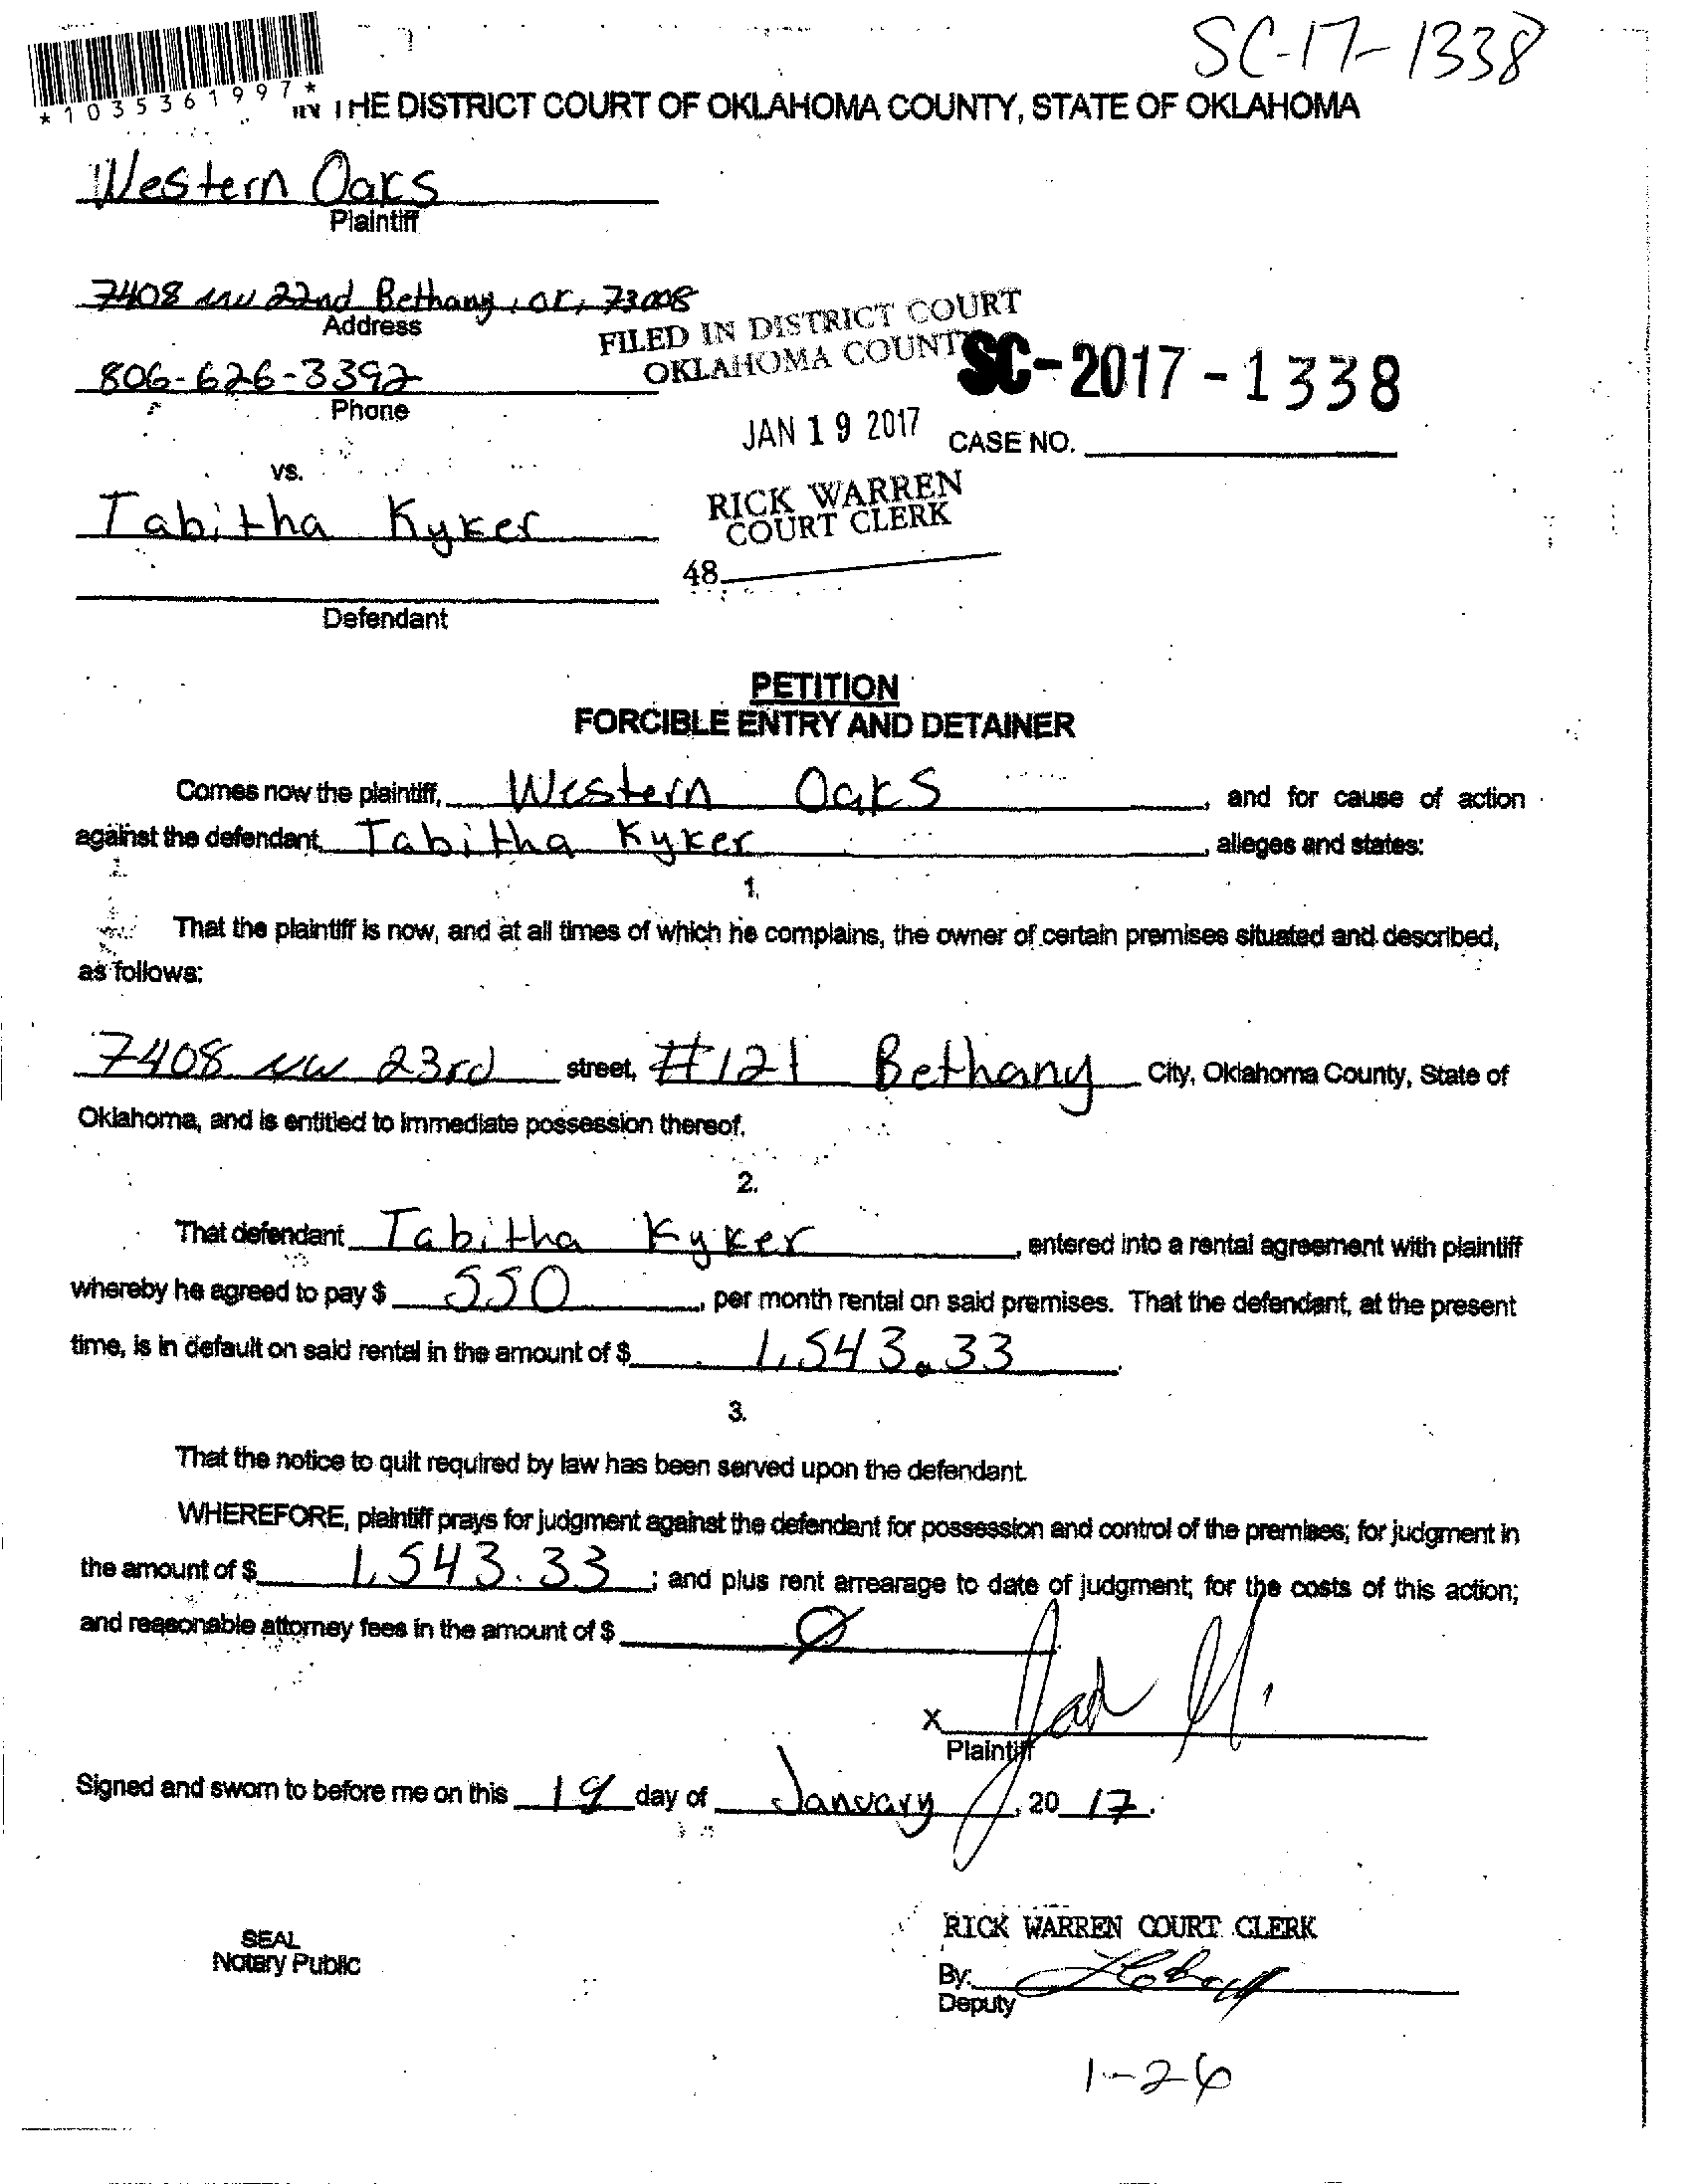 SC-17-1338
*1035361997*
IN THE DISTRICT COURT OF OKLAHOMA COUNTY, STATE OF OKLAHOMA
Western Oaks
Plaintiff
7408 nw 22nd Bethany, OK, 73008
Address
FILED IN DISTRICT COURT
OKLAHOMA COUNTY
SC-2017-1338
806-626-3392
Phone
JAN 19 2017
CASE NO.
vs.
RICK WARREN
COURT CLERK
Tabitha Kyker
48
Defendant
PETITION
FORCIBLE ENTRY AND DETAINER
Comes now the plaintiff, Western Oaks, and for cause of action
against the defendant, Tabitha Kyker, alleges and states:
1.
That the plaintiff is now, and at all times of which he complains, the owner of certain premises situated and described,
as follows:
7408 NW 23rd street, #121 Bethany City, Oklahoma County, State of
Oklahoma, and is entitled to immediate possession thereof.
2.
That defendant Tabitha Kyker, entered into a rental agreement with plaintiff
whereby he agreed to pay $ 550, per month rental on said premises. That the defendant, at the present
time, is in default on said rental in the amount of $ 1,543.33.
3.
That the notice to quit required by law has been served upon the defendant.
WHEREFORE, plaintiff prays for judgment against the defendant for possession and control of the premises; for judgment in
the amount of $ 1,543.33; and plus rent arrearage to date of judgment; for the costs of this action;
and reasonable attorney fees in the amount of $ Ø
X
Plaintiff
Signed and sworn to before me on this 19 day of January, 20 17.
SEAL
Notary Public
RICK WARREN COURT CLERK
By:
Deputy
1-26